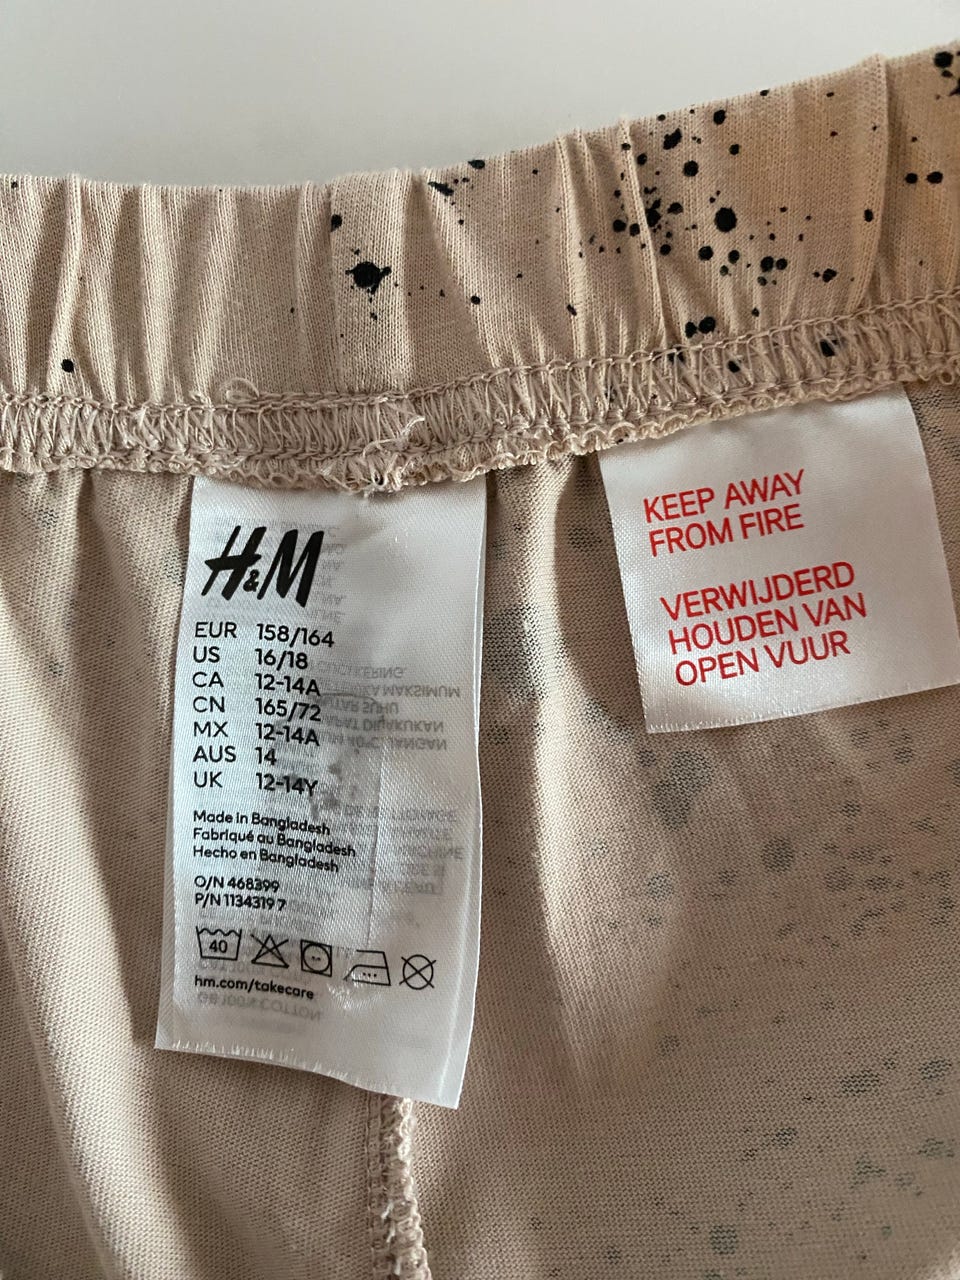 H&M
EUR 158/164
US 16/18
CA 12-14A
CN 165/72
MX 12-14A
AUS 14
UK 12-14Y
Made in Bangladesh
Fabriqué au Bangladesh
Hecho en Bangladesh
O/N 468399
P/N 1134319 7
40
hm.com/takecare
KEEP AWAY
FROM FIRE
VERWIJDERD
HOUDEN VAN
OPEN VUUR